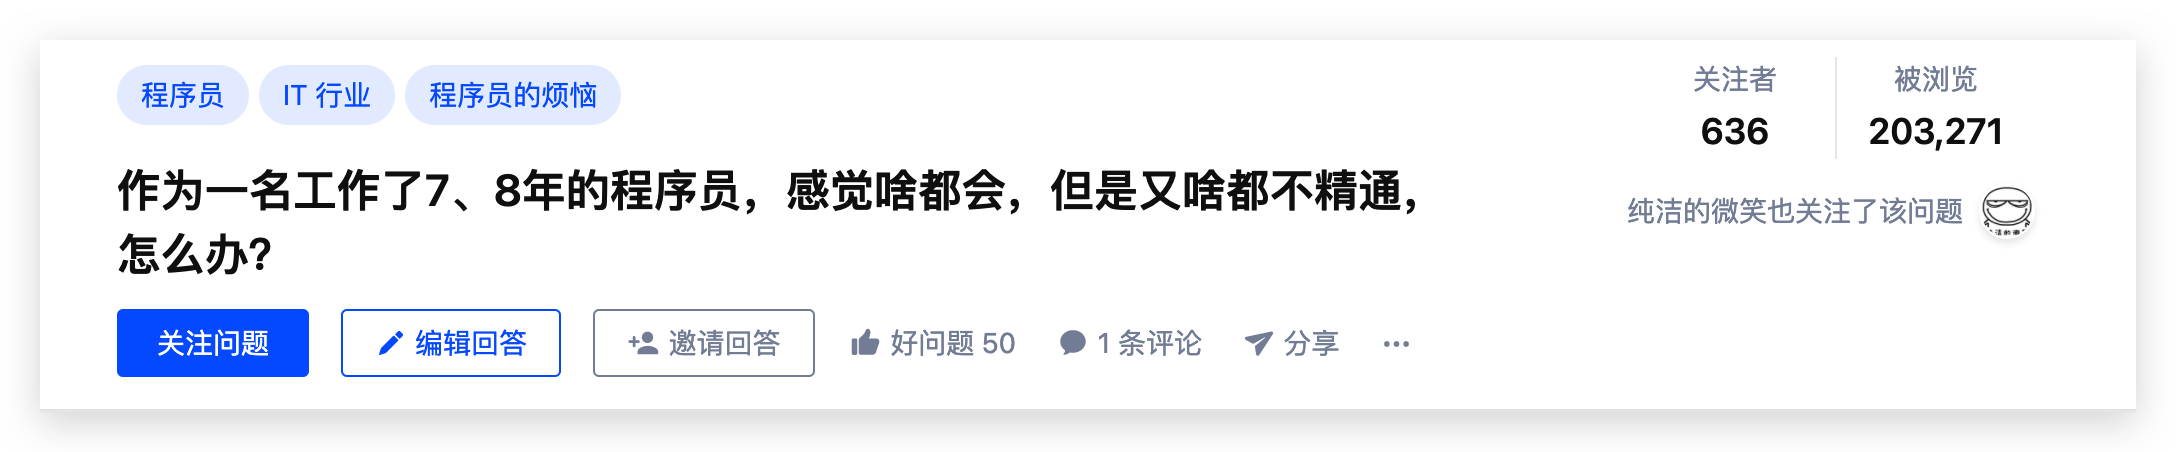 程序员 IT 行业 程序员的烦恼
作为一名工作了7、8年的程序员，感觉啥都会，但是又啥都不精通，
怎么办？
关注问题 编辑回答 邀请回答 好问题 50 1 条评论 分享
关注者 被浏览
636 203,271
纯洁的微笑也关注了该问题